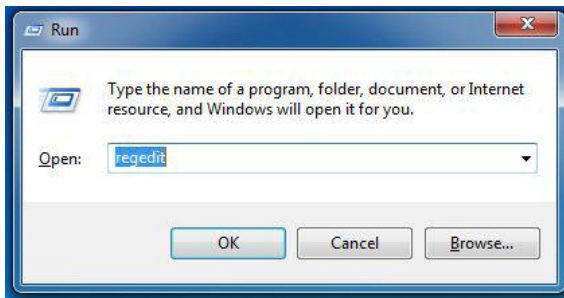 Run
Type the name of a program, folder, document, or Internet
resource, and Windows will open it for you.
Open: regedit
OK Cancel Browse...